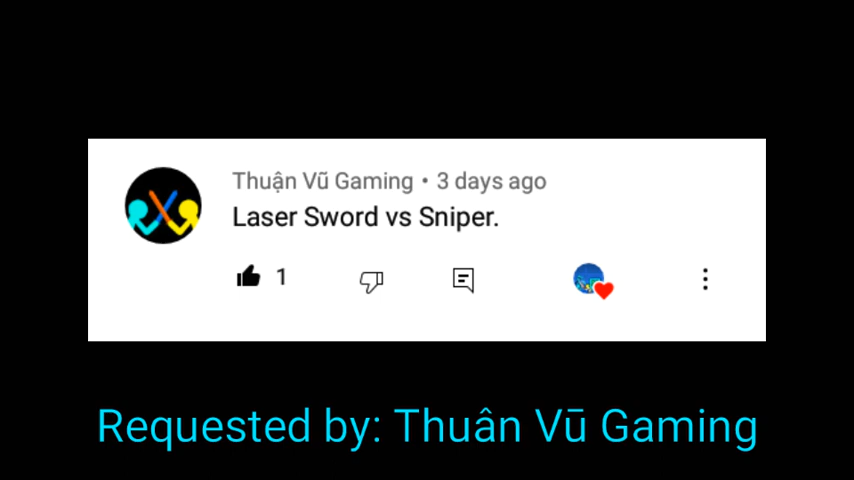 Thuận Vũ Gaming • 3 days ago
Laser Sword vs Sniper.
1
Requested by: Thuân Vũ Gaming